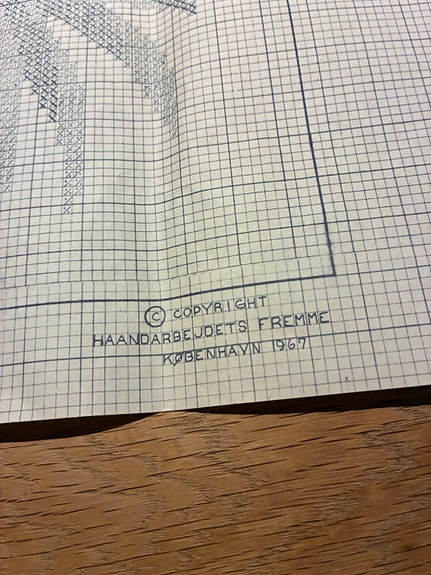 © COPYRIGHT
HAANDARBEJDETS FREMME
KØBENHAVN 1967